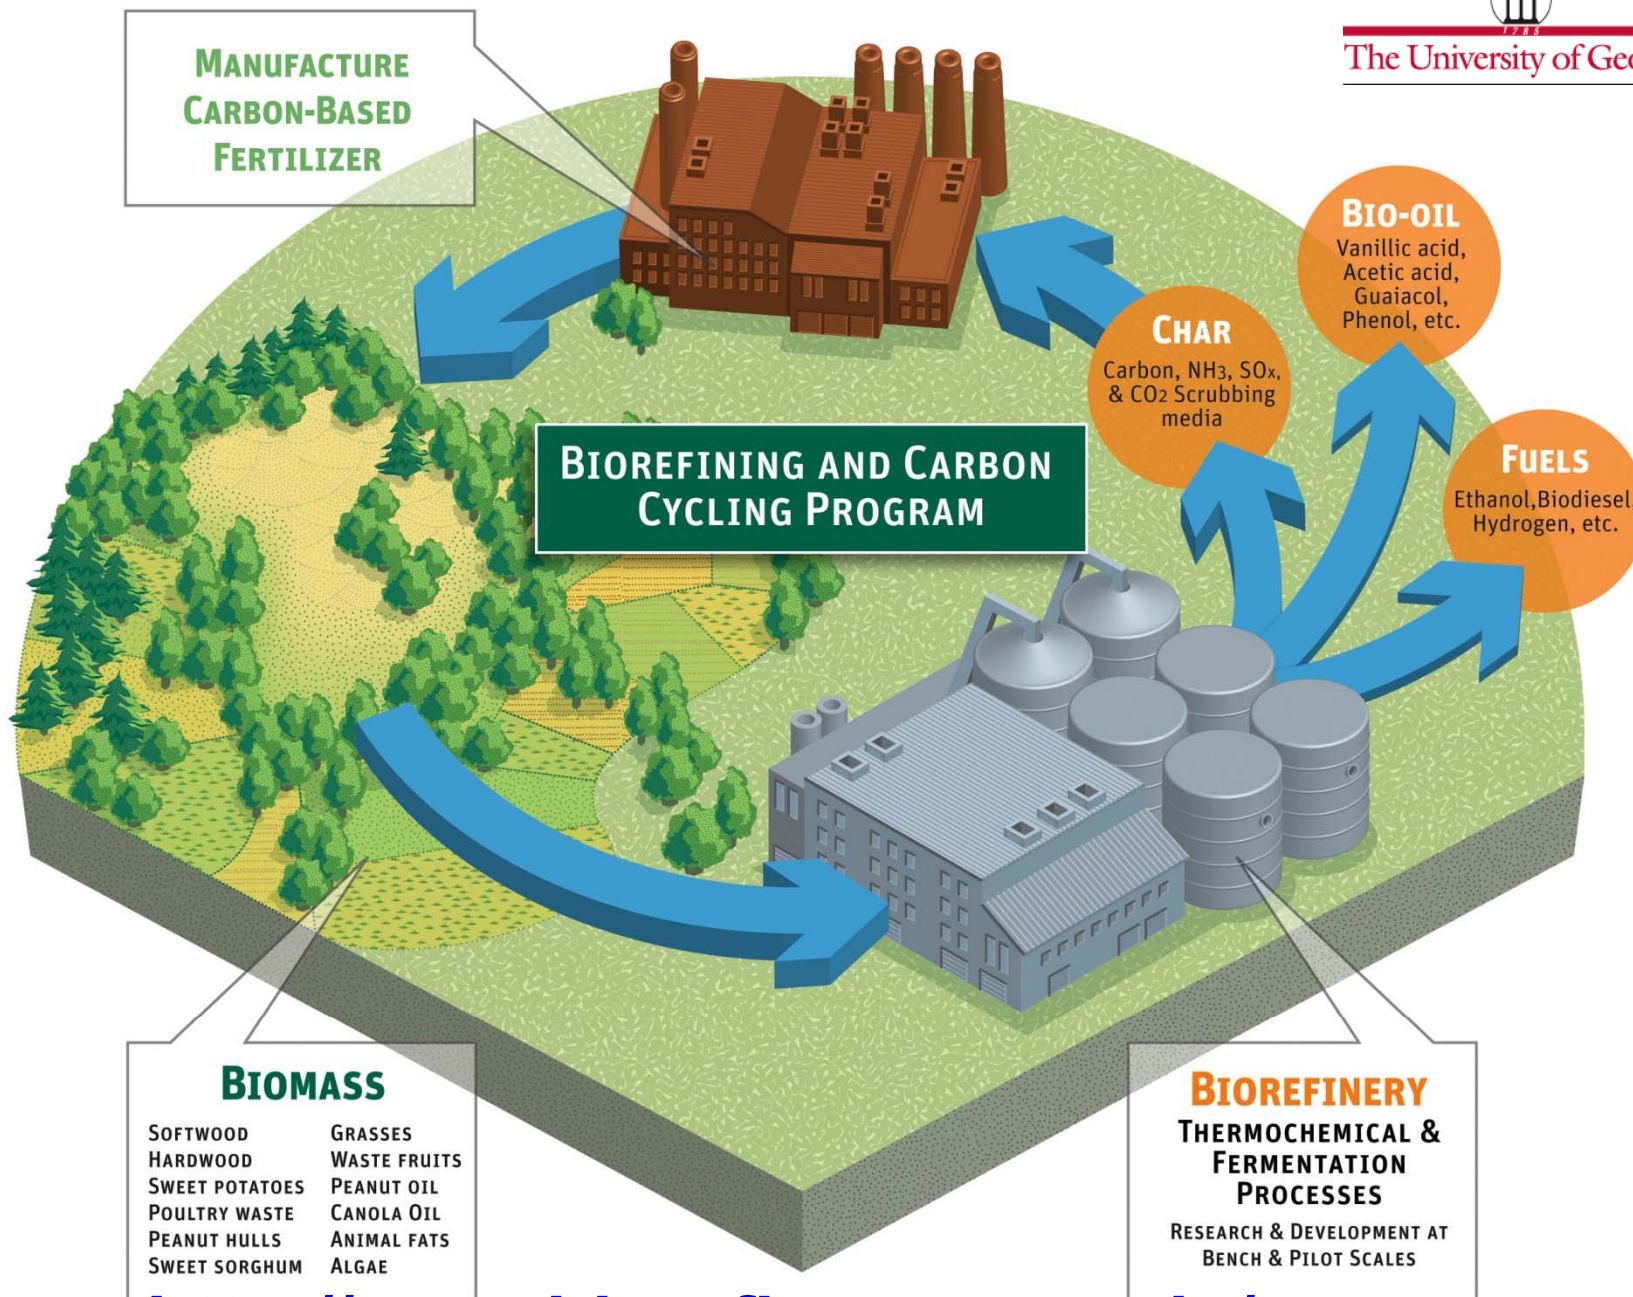 1785
The University of Geo
MANUFACTURE
CARBON-BASED
FERTILIZER
BIO-OIL
Vanillic acid,
Acetic acid,
Guaiacol,
Phenol, etc.
CHAR
Carbon, NH3, SOx,
& CO2 Scrubbing
media
FUELS
Ethanol,Biodiesel,
Hydrogen, etc.
BIOREFINING AND CARBON
CYCLING PROGRAM
BIOMASS
SOFTWOOD
HARDWOOD
SWEET POTATOES
POULTRY WASTE
PEANUT HULLS
SWEET SORGHUM
GRASSES
WASTE FRUITS
PEANUT OIL
CANOLA OIL
ANIMAL FATS
ALGAE
BIOREFINERY
THERMOCHEMICAL &
FERMENTATION
PROCESSES
RESEARCH & DEVELOPMENT AT
BENCH & PILOT SCALES